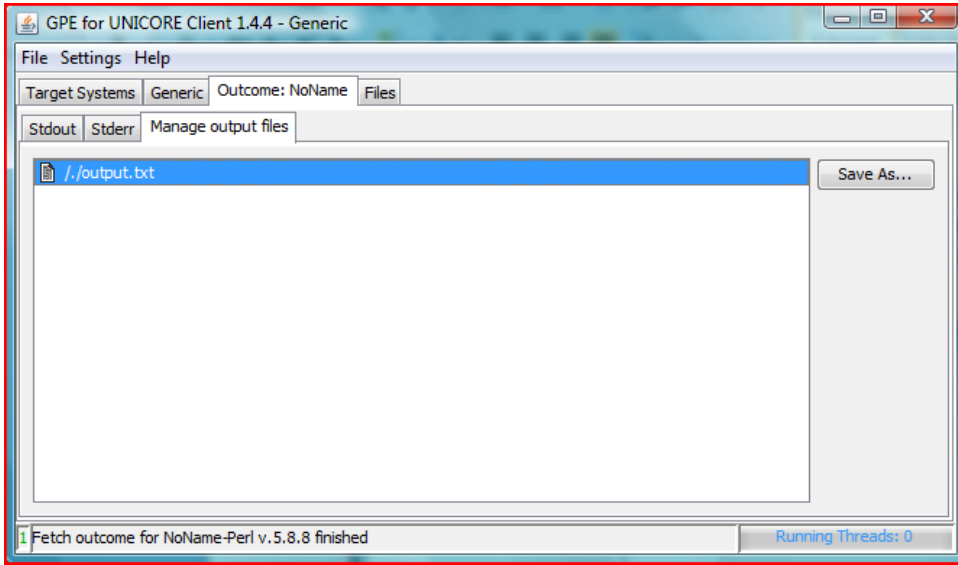 GPE for UNICORE Client 1.4.4 - Generic
File Settings Help
Target Systems Generic Outcome: NoName Files
Stdout Stderr Manage output files
/./output.txt
Save As...
1 Fetch outcome for NoName-Perl v.5.8.8 finished Running Threads: 0